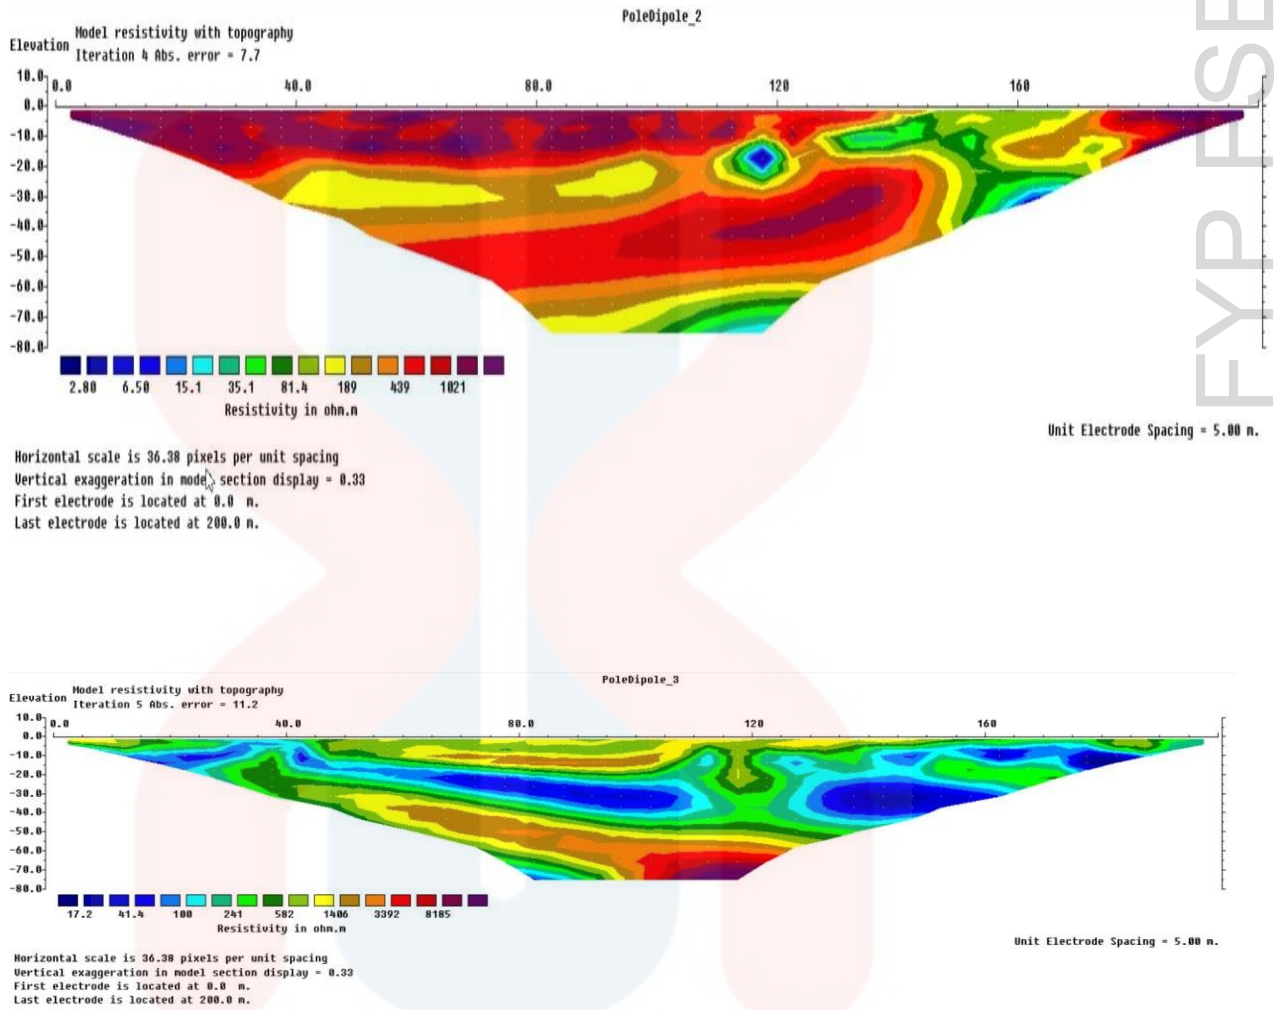 PoleDipole_2
Model resistivity with topography
Elevation
Iteration 4 Abs. error = 7.7
10.0
0.0 40.0 80.0 120 160
0.0
-10.0
-20.0
-30.0
-40.0
-50.0
-60.0
-70.0
-80.0
2.80 6.50 15.1 35.1 81.4 189 439 1021
Resistivity in ohm.m
Unit Electrode Spacing = 5.00 m.
Horizontal scale is 36.38 pixels per unit spacing
Vertical exaggeration in model section display = 0.33
First electrode is located at 0.0 m.
Last electrode is located at 200.0 m.
FYP FSE
PoleDipole_3
Model resistivity with topography
Elevation
Iteration 5 Abs. error = 11.2
10.0
0.0 40.0 80.0 120 160
0.0
-10.0
-20.0
-30.0
-40.0
-50.0
-60.0
-70.0
-80.0
17.2 41.4 100 241 582 1406 3392 8185
Resistivity in ohm.m
Unit Electrode Spacing = 5.00 m.
Horizontal scale is 36.38 pixels per unit spacing
Vertical exaggeration in model section display = 0.33
First electrode is located at 0.0 m.
Last electrode is located at 200.0 m.